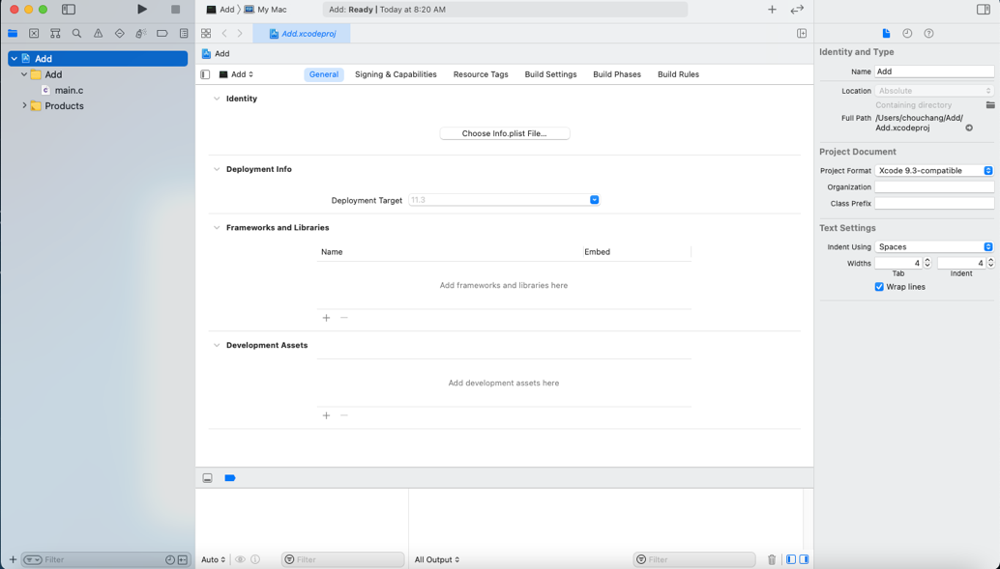 Add
My Mac
Add: Ready | Today at 8:20 AM
Add.xcodeproj
Add
Add
main.c
Products
Add
Add
General
Signing & Capabilities
Resource Tags
Build Settings
Build Phases
Build Rules
Identity
Choose Info.plist File...
Deployment Info
Deployment Target
11.3
Frameworks and Libraries
Name
Embed
Add frameworks and libraries here
Development Assets
Add development assets here
Identity and Type
Name
Add
Location
Absolute
Containing directory
Full Path
/Users/chouchang/Add/
Add.xcodeproj
Project Document
Project Format
Xcode 9.3-compatible
Organization
Class Prefix
Text Settings
Indent Using
Spaces
Widths
4
4
Tab
Indent
Wrap lines
Filter
Auto
Filter
All Output
Filter